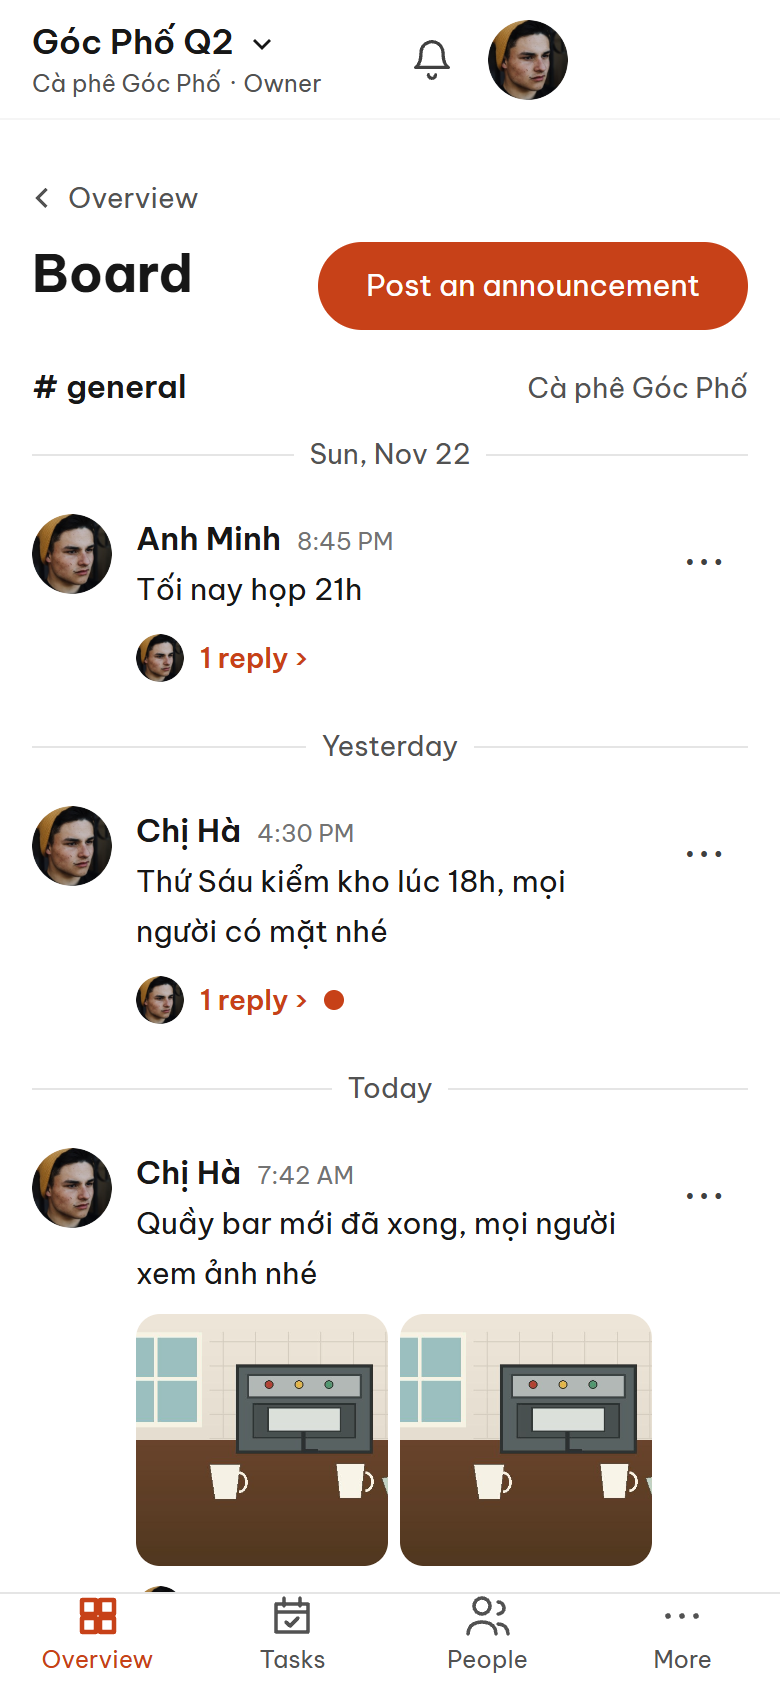 Góc Phố Q2
Cà phê Góc Phố · Owner
Overview
Board
Post an announcement
# general
Cà phê Góc Phố
Sun, Nov 22
Anh Minh 8:45 PM
Tối nay họp 21h
1 reply ›
Yesterday
Chị Hà 4:30 PM
Thứ Sáu kiểm kho lúc 18h, mọi
người có mặt nhé
1 reply ›
Today
Chị Hà 7:42 AM
Quầy bar mới đã xong, mọi người
xem ảnh nhé
Overview
Tasks
People
More